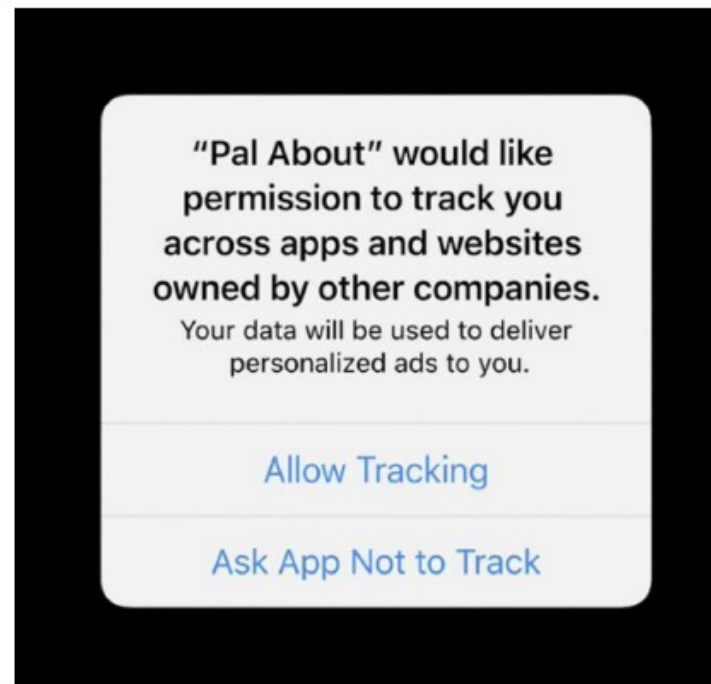 “Pal About” would like
permission to track you
across apps and websites
owned by other companies.
Your data will be used to deliver
personalized ads to you.
Allow Tracking
Ask App Not to Track